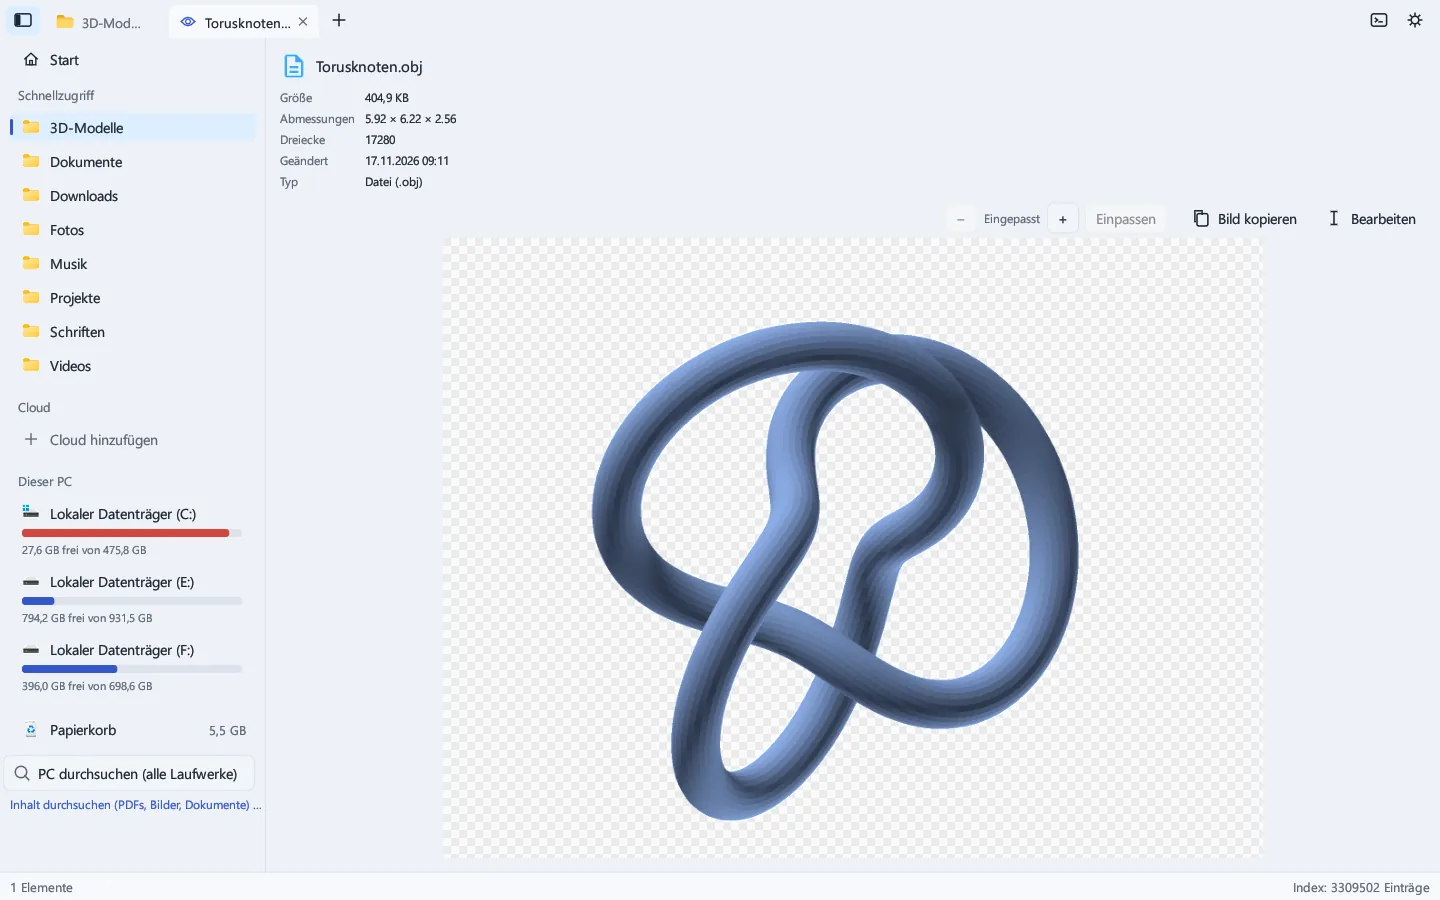 3D-Mod...
Torusknoten...
Start
Schnellzugriff
3D-Modelle
Dokumente
Downloads
Fotos
Musik
Projekte
Schriften
Videos
Cloud
Cloud hinzufügen
Dieser PC
Lokaler Datenträger (C:)
27,6 GB frei von 475,8 GB
Lokaler Datenträger (E:)
794,2 GB frei von 931,5 GB
Lokaler Datenträger (F:)
396,0 GB frei von 698,6 GB
Papierkorb 5,5 GB
PC durchsuchen (alle Laufwerke)
Inhalt durchsuchen (PDFs, Bilder, Dokumente) ...
Torusknoten.obj
Größe 404,9 KB
Abmessungen 5.92 × 6.22 × 2.56
Dreiecke 17280
Geändert 17.11.2026 09:11
Typ Datei (.obj)
− Eingepasst + Einpassen Bild kopieren Bearbeiten
1 Elemente
Index: 3309502 Einträge